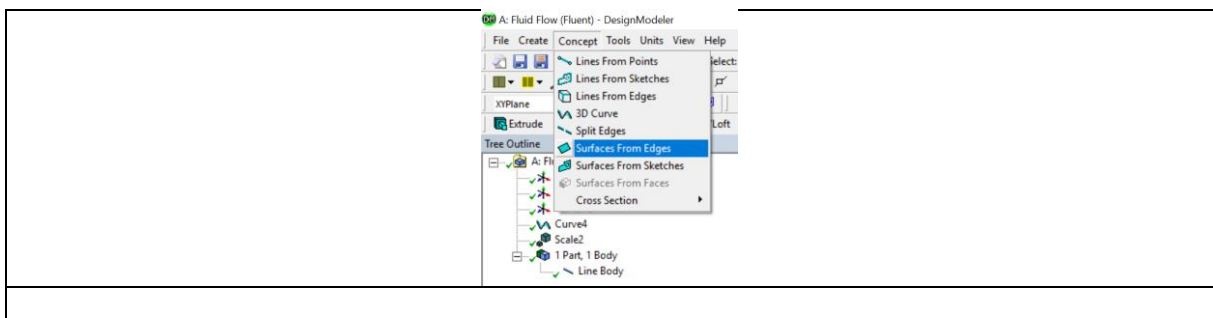 A: Fluid Flow (Fluent) - DesignModeler
File Create Concept Tools Units View Help
Lines From Points
Select:
Lines From Sketches
Lines From Edges
XYPlane
3D Curve
Extrude
Split Edges
/Loft
Tree Outline
Surfaces From Edges
A: Fl
Surfaces From Sketches
Surfaces From Faces
Cross Section
Curve4
Scale2
1 Part, 1 Body
Line Body